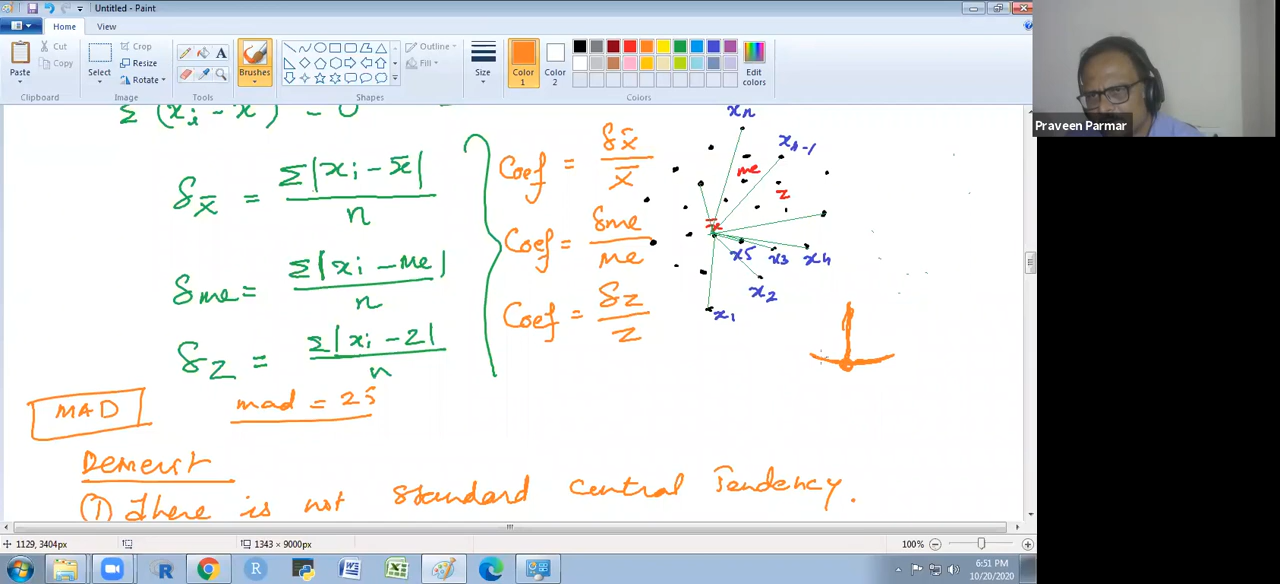 Untitled - Paint
Home View
Paste
Cut
Copy
Clipboard
Select
Crop
Resize
Rotate
Image
A
Tools
Brushes
Shapes
Outline
Fill
Size
Color 1
Color 2
Colors
Edit colors
Praveen Parmar
Σ(xi - x̄) = 0
δx̄ = Σ|xi - x̄| / n
δme = Σ|xi - me| / n
δz = Σ|xi - z| / n
Coef = δx̄ / x̄
Coef = δme / me
Coef = δz / z
xn
xn-1
me
z
x̄
x5
x3
x4
x2
x1
MAD
mad = 25
Demerit
① There is not standard central Tendency.
1129, 3404px
1343 × 9000px
100%
6:51 PM
10/20/2020